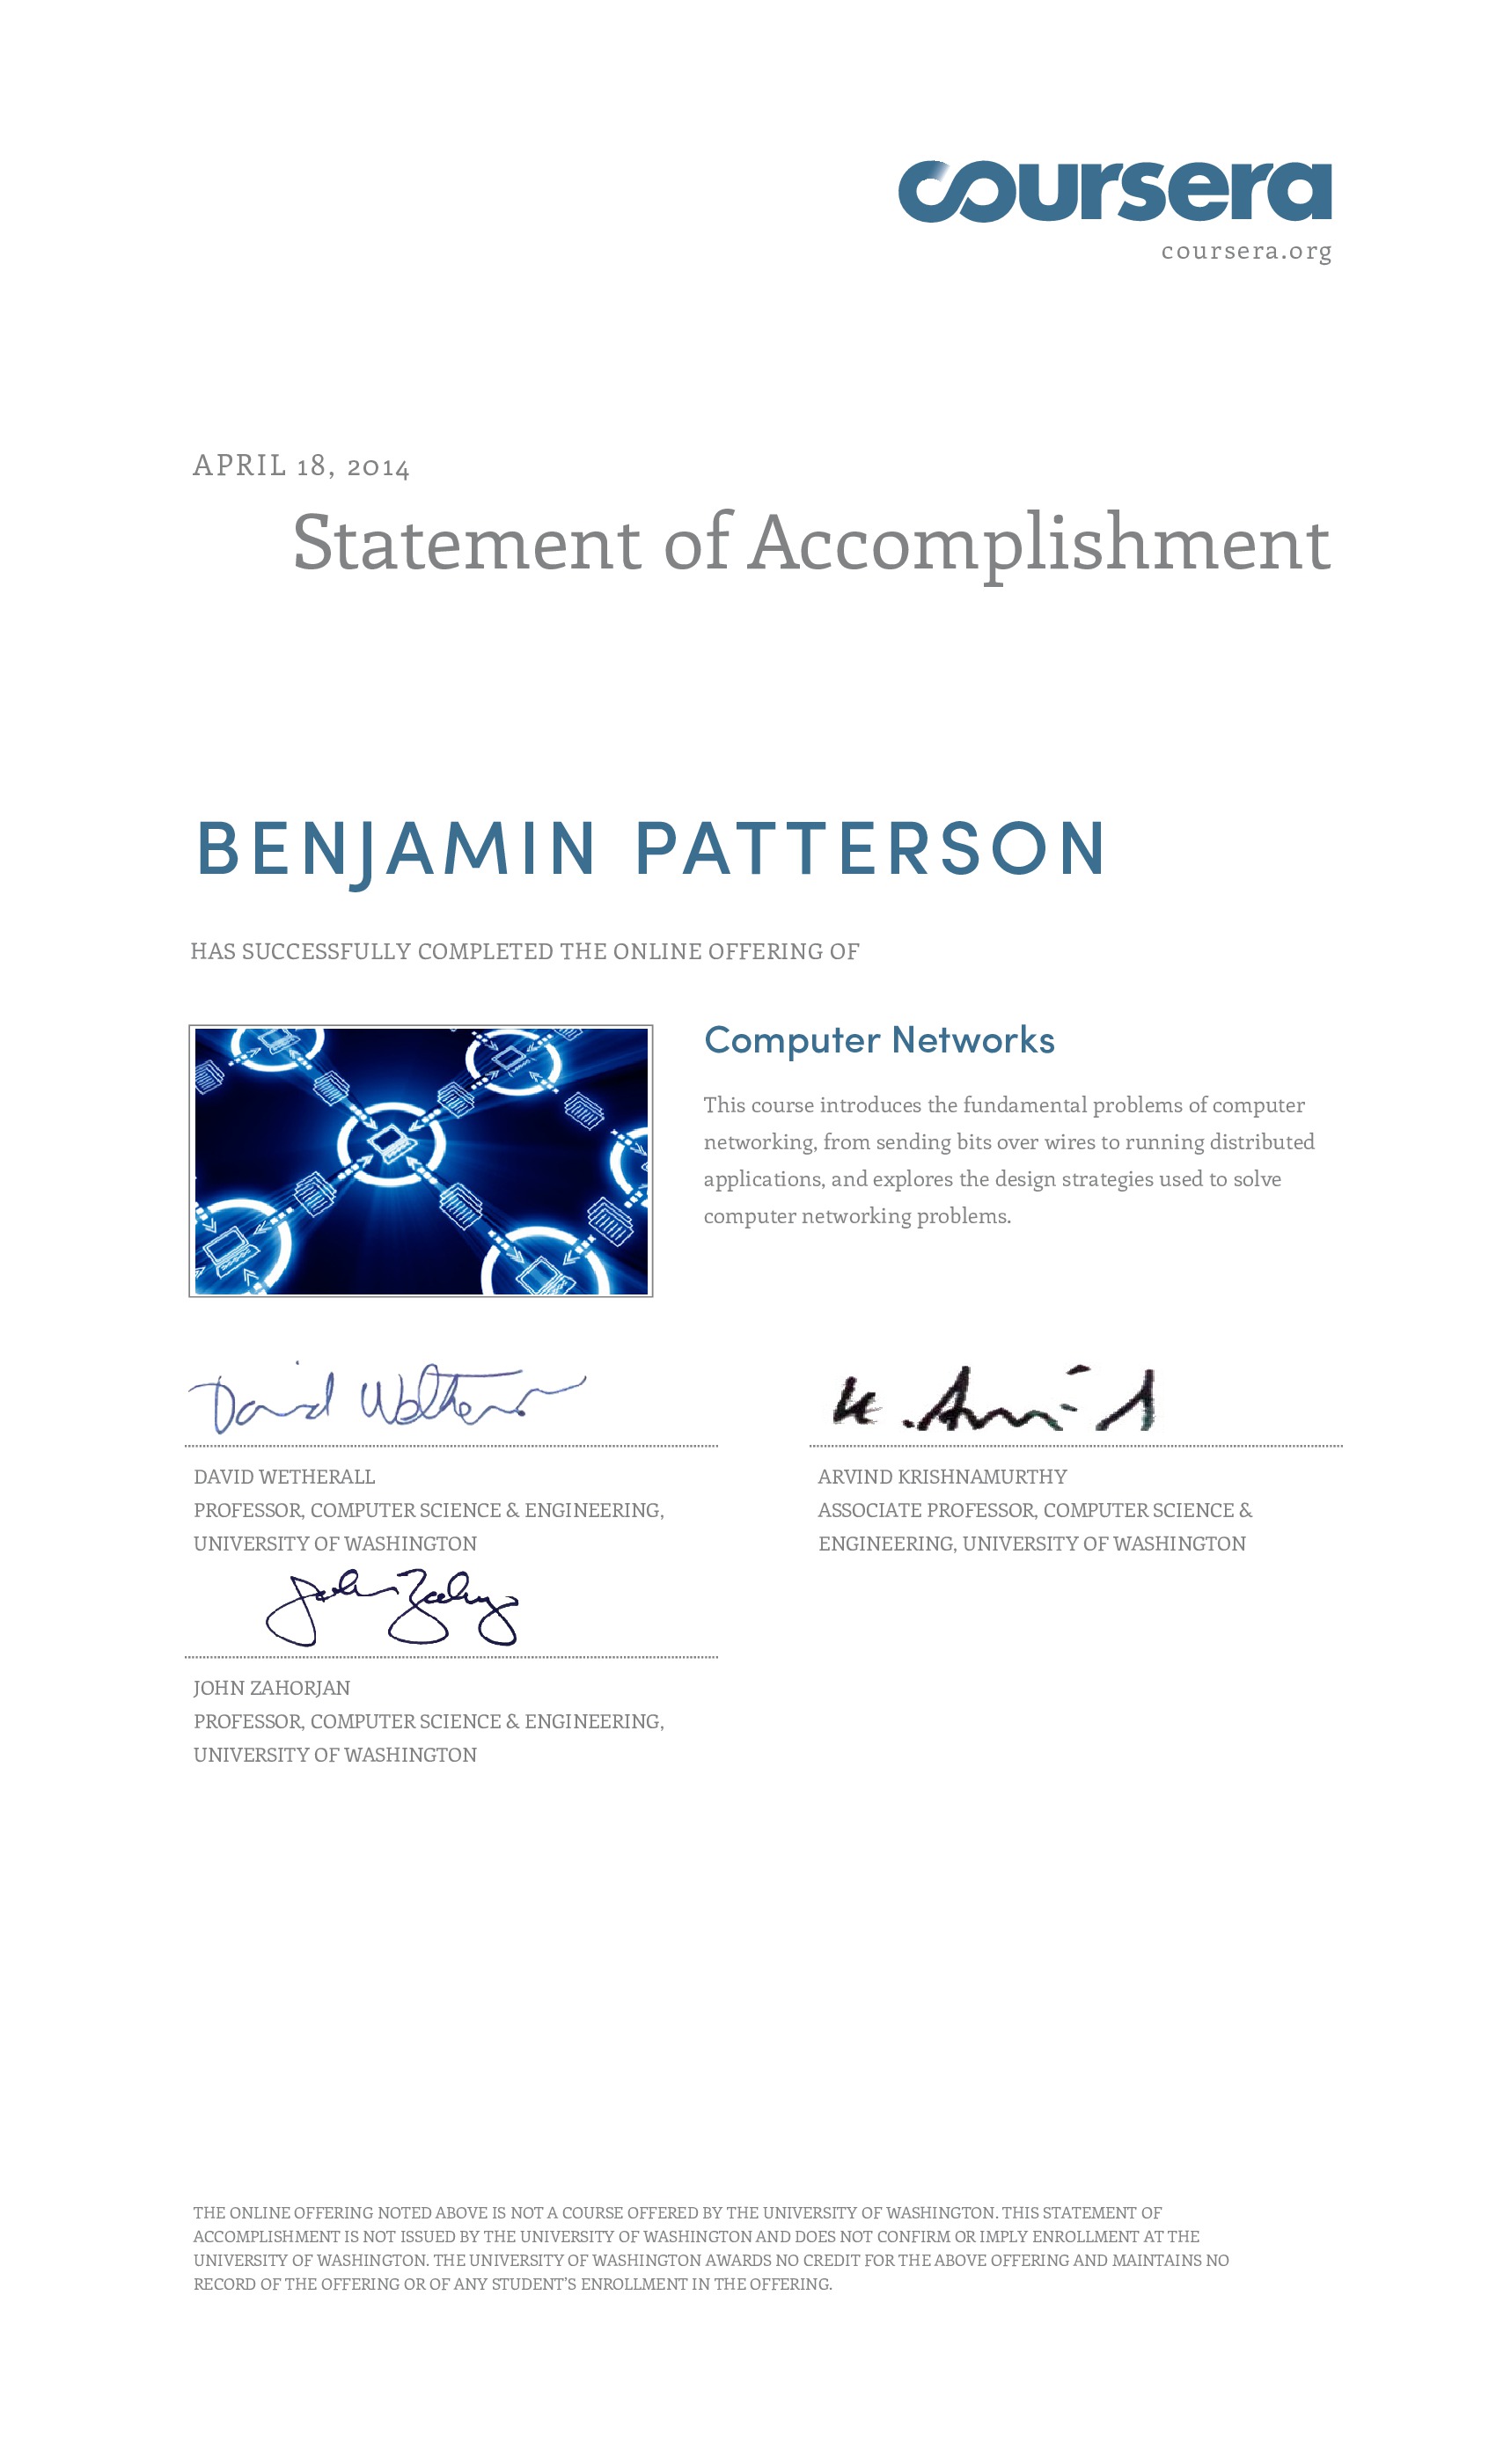 coursera
coursera.org
APRIL 18, 2014
Statement of Accomplishment
BENJAMIN PATTERSON
HAS SUCCESSFULLY COMPLETED THE ONLINE OFFERING OF
Computer Networks
This course introduces the fundamental problems of computer
networking, from sending bits over wires to running distributed
applications, and explores the design strategies used to solve
computer networking problems.
David Wetherall
K. Arvind
DAVID WETHERALL
PROFESSOR, COMPUTER SCIENCE & ENGINEERING,
UNIVERSITY OF WASHINGTON
ARVIND KRISHNAMURTHY
ASSOCIATE PROFESSOR, COMPUTER SCIENCE &
ENGINEERING, UNIVERSITY OF WASHINGTON
John Zahorjan
JOHN ZAHORJAN
PROFESSOR, COMPUTER SCIENCE & ENGINEERING,
UNIVERSITY OF WASHINGTON
THE ONLINE OFFERING NOTED ABOVE IS NOT A COURSE OFFERED BY THE UNIVERSITY OF WASHINGTON. THIS STATEMENT OF
ACCOMPLISHMENT IS NOT ISSUED BY THE UNIVERSITY OF WASHINGTON AND DOES NOT CONFIRM OR IMPLY ENROLLMENT AT THE
UNIVERSITY OF WASHINGTON. THE UNIVERSITY OF WASHINGTON AWARDS NO CREDIT FOR THE ABOVE OFFERING AND MAINTAINS NO
RECORD OF THE OFFERING OR OF ANY STUDENT'S ENROLLMENT IN THE OFFERING.